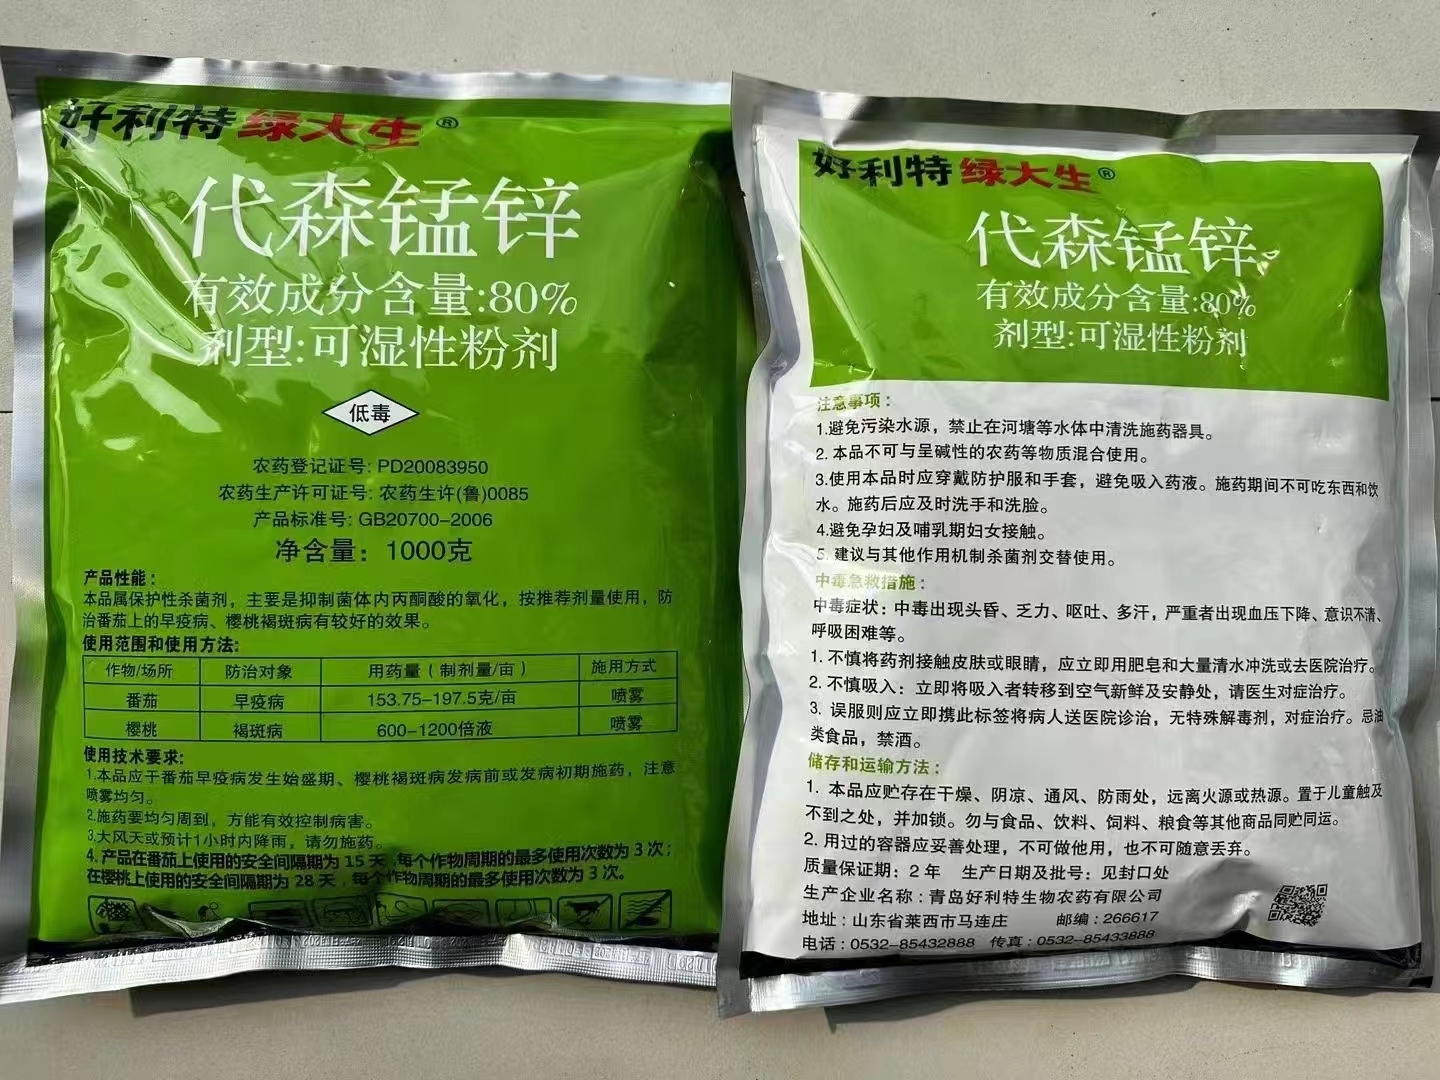 好利特 绿大生®
代森锰锌
有效成分含量:80%
剂型:可湿性粉剂
低毒
农药登记证号: PD20083950
农药生产许可证号: 农药生许(鲁)0085
产品标准号: GB20700-2006
净含量: 1000克
产品性能:
本品属保护性杀菌剂，主要是抑制菌体内丙酮酸的氧化，按推荐剂量使用，防
治番茄上的早疫病、樱桃褐斑病有较好的效果。
使用范围和使用方法:
作物/场所 防治对象 用药量（制剂量/亩） 施用方式
番茄 早疫病 153.75-197.5克/亩 喷雾
樱桃 褐斑病 600-1200倍液 喷雾
使用技术要求:
1.本品应于番茄早疫病发生始盛期、樱桃褐斑病发病前或发病初期施药，注意
喷雾均匀。
2.施药要均匀周到，方能有效控制病害。
3.大风天或预计1小时内降雨，请勿施药。
4.产品在番茄上使用的安全间隔期为15天,每个作物周期的最多使用次数为3次;
在樱桃上使用的安全间隔期为28天，每个作物周期的最多使用次数为3次。
好利特 绿大生®
代森锰锌
有效成分含量:80%
剂型:可湿性粉剂
注意事项:
1.避免污染水源，禁止在河塘等水体中清洗施药器具。
2.本品不可与呈碱性的农药等物质混合使用。
3.使用本品时应穿戴防护服和手套，避免吸入药液。施药期间不可吃东西和饮
水。施药后应及时洗手和洗脸。
4.避免孕妇及哺乳期妇女接触。
5.建议与其他作用机制杀菌剂交替使用。
中毒急救措施:
中毒症状:中毒出现头昏、乏力、呕吐、多汗，严重者出现血压下降、意识不清、
呼吸困难等。
1. 不慎将药剂接触皮肤或眼睛，应立即用肥皂和大量清水冲洗或去医院治疗。
2. 不慎吸入: 立即将吸入者转移到空气新鲜及安静处，请医生对症治疗。
3. 误服则应立即携此标签将病人送医院诊治，无特殊解毒剂，对症治疗。忌油
类食品，禁酒。
储存和运输方法:
1. 本品应贮存在干燥、阴凉、通风、防雨处，远离火源或热源。置于儿童触及
不到之处，并加锁。勿与食品、饮料、饲料、粮食等其他商品同贮同运。
2. 用过的容器应妥善处理，不可做他用，也不可随意丢弃。
质量保证期: 2年 生产日期及批号: 见封口处
生产企业名称: 青岛好利特生物农药有限公司
地址: 山东省莱西市马连庄 邮编: 266617
电话: 0532-85432888 传真: 0532-85433888